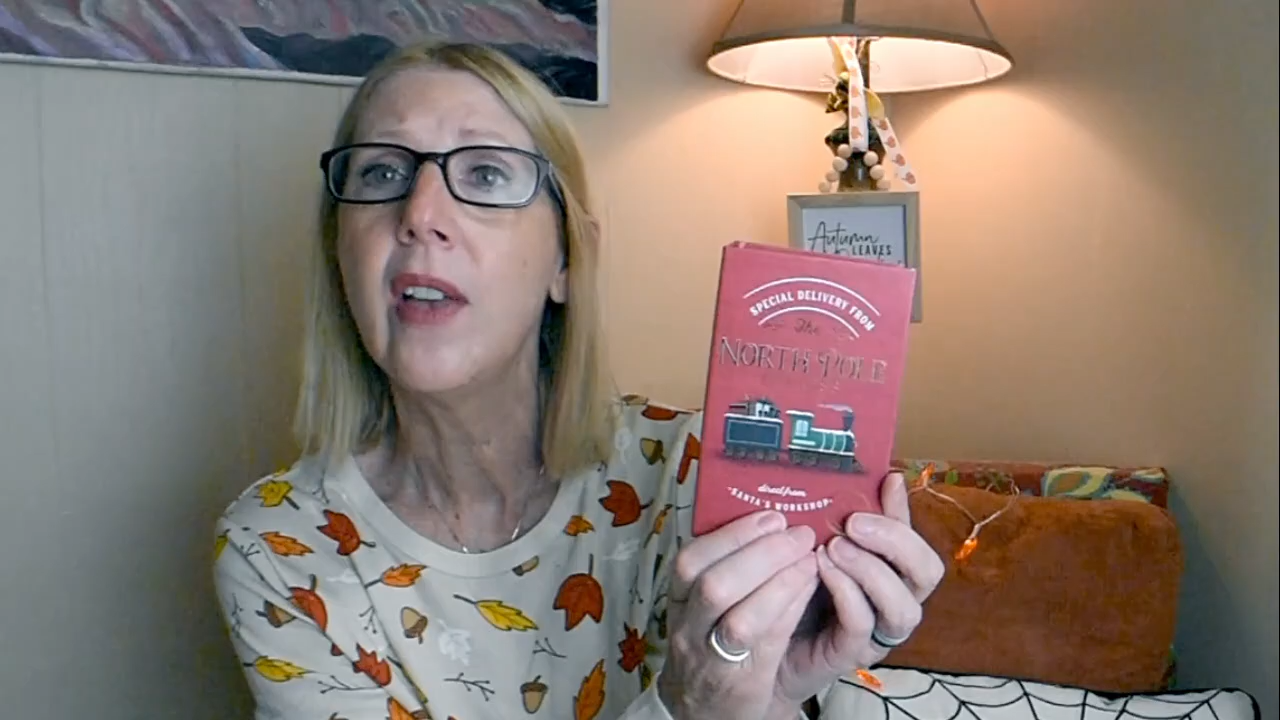 Autumn
LEAVES
SPECIAL DELIVERY FROM
The
NORTH POLE
direct from
SANTA'S WORKSHOP